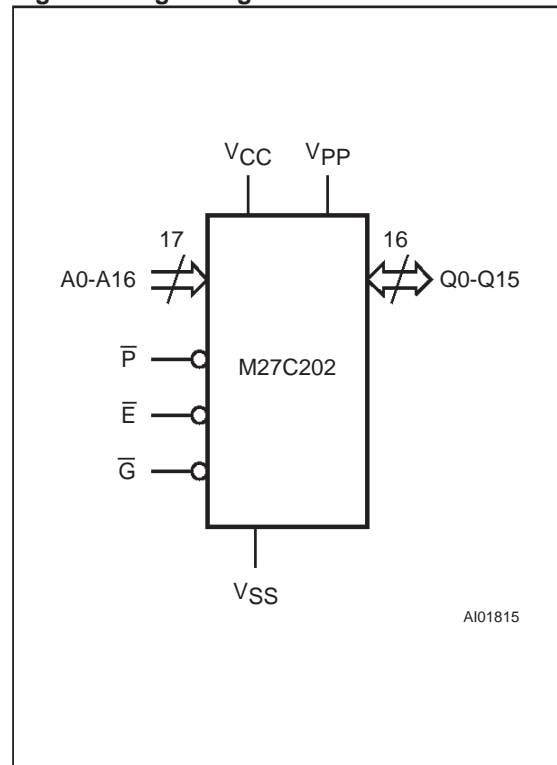 VCC VPP
17 16
A0-A16 Q0-Q15
P̅
M27C202
E̅
G̅
VSS
AI01815